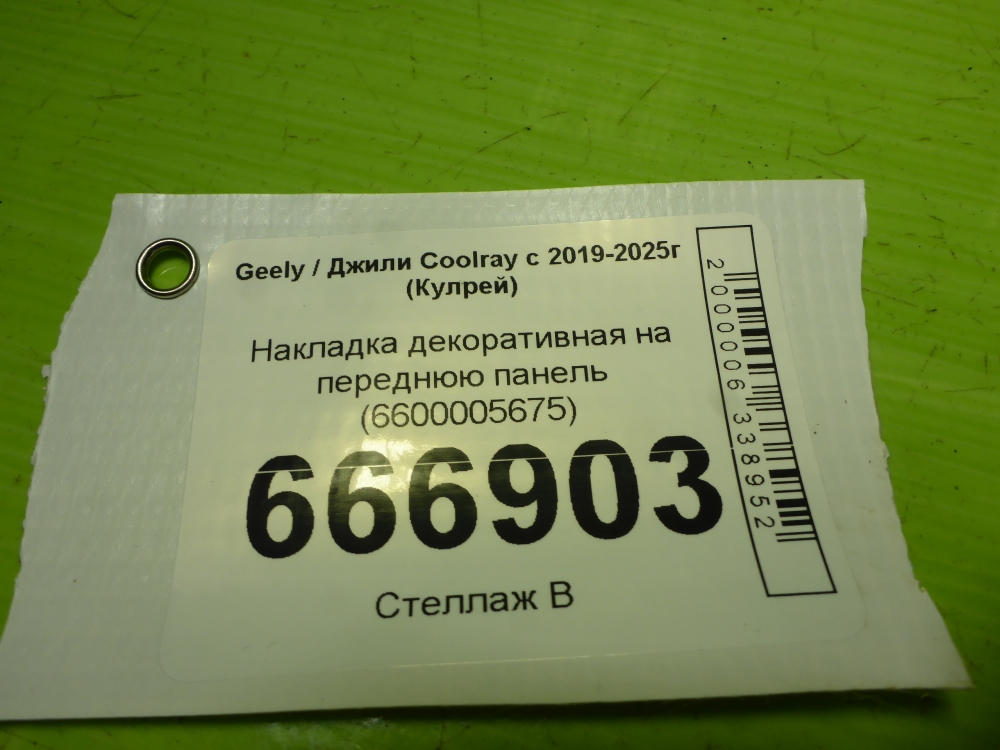 Geely / Джили Coolray с 2019-2025г
(Кулрей)
Накладка декоративная на
переднюю панель
(6600005675)
666903
Стеллаж В
2000006338952